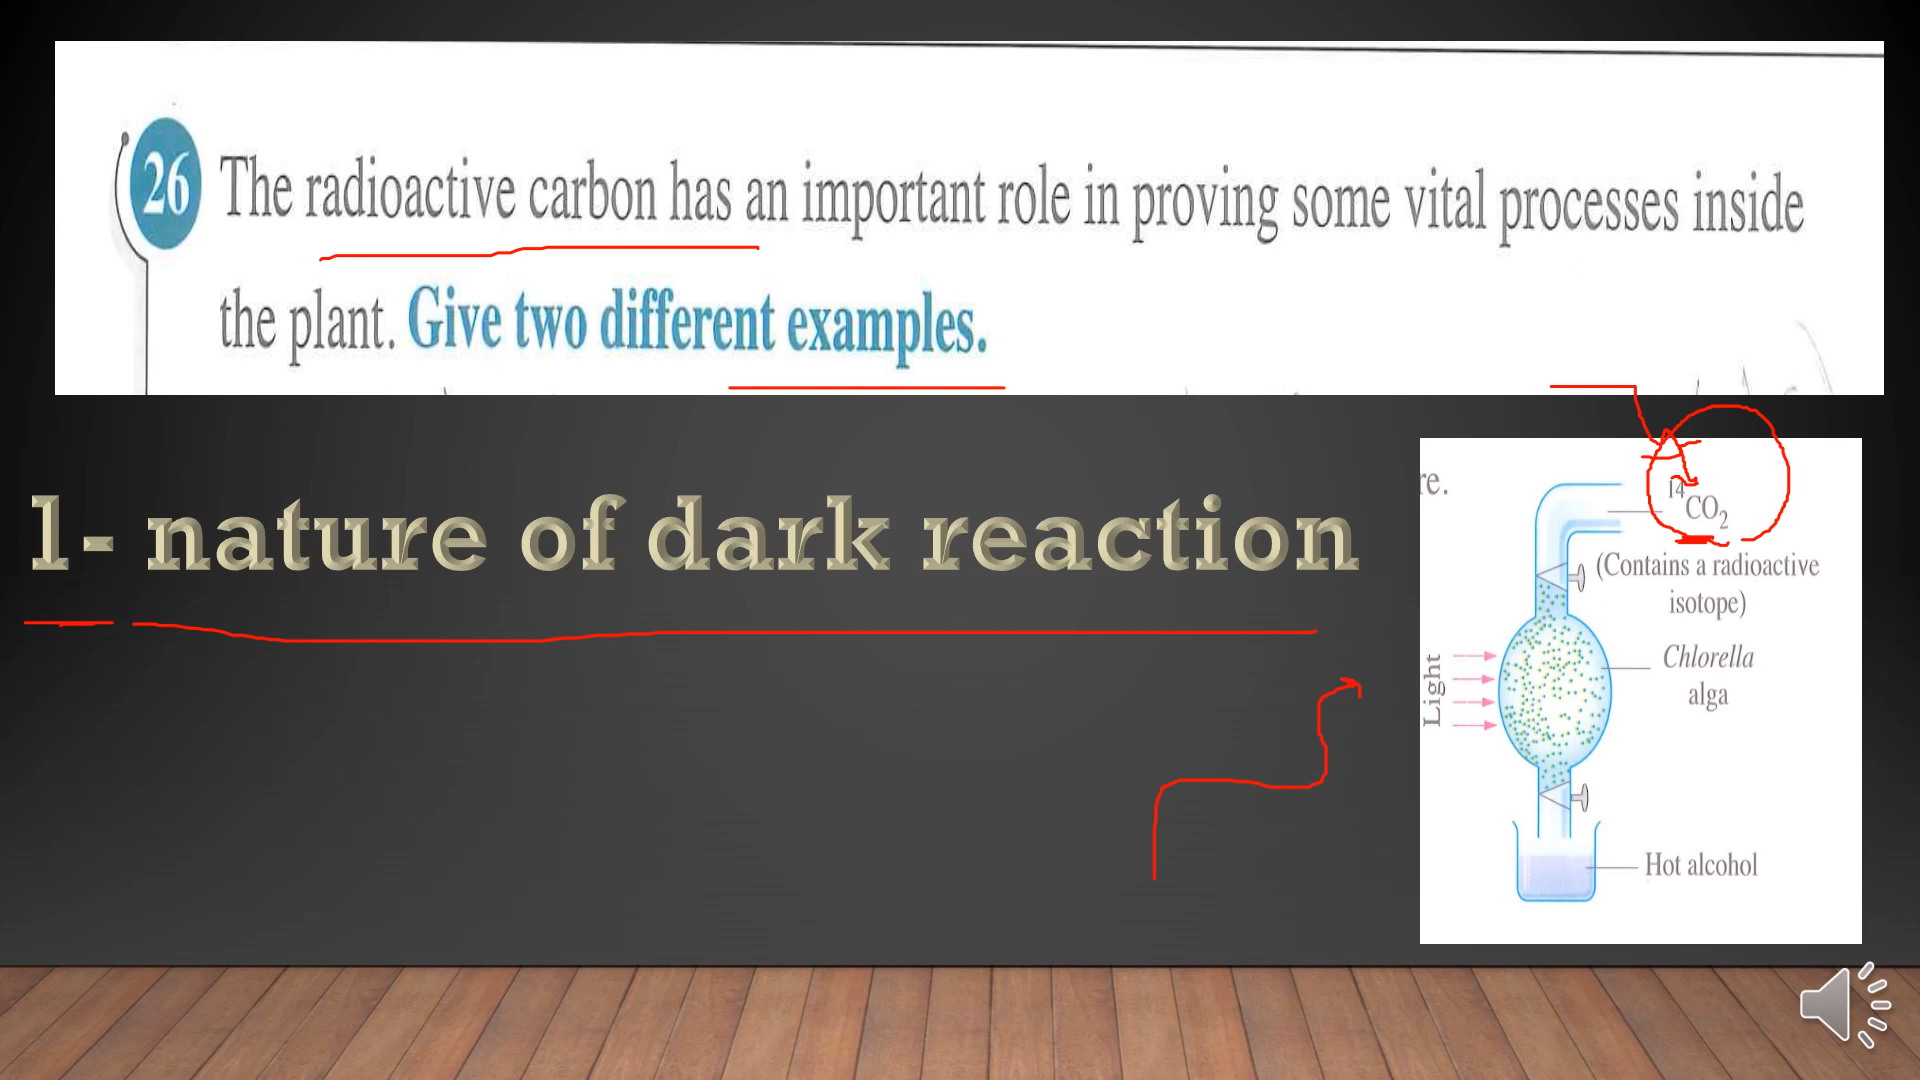 26 The radioactive carbon has an important role in proving some vital processes inside
the plant. Give two different examples.
1- nature of dark reaction
re.
14CO2
(Contains a radioactive
isotope)
Chlorella
alga
Light
Hot alcohol